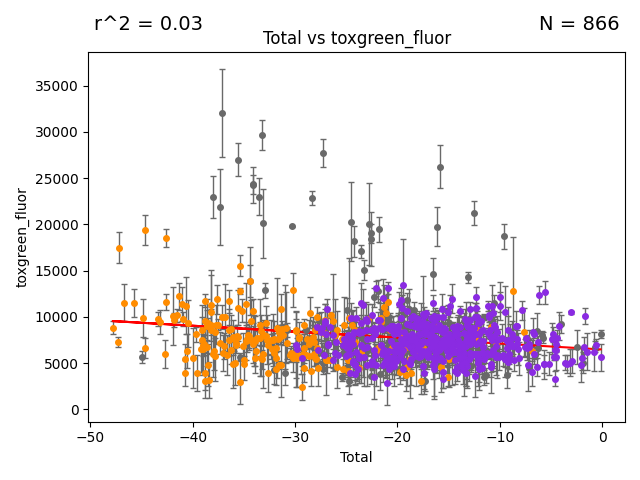 r^2 = 0.03
N = 866
Total vs toxgreen_fluor
35000
30000
25000
20000
15000
10000
5000
0
toxgreen_fluor
−50 −40 −30 −20 −10 0
Total